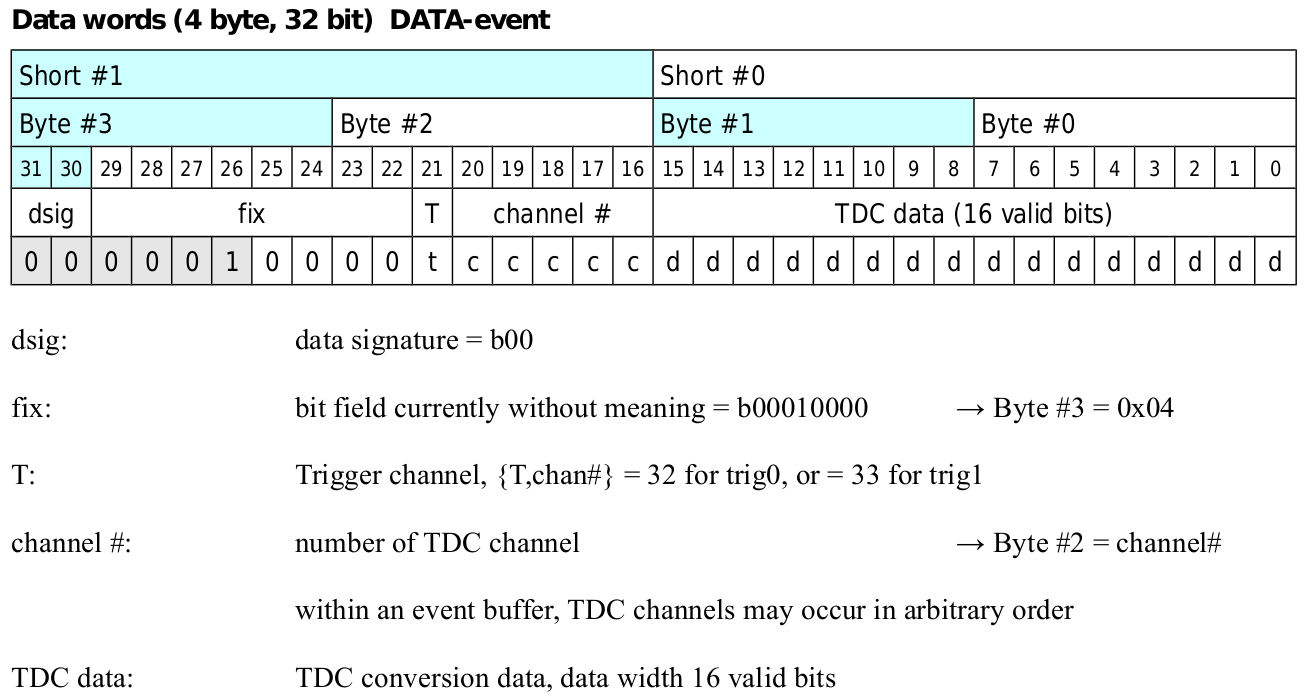 Data words (4 byte, 32 bit)  DATA-event
Short #1 Short #0
Byte #3 Byte #2 Byte #1 Byte #0
31 30 29 28 27 26 25 24 23 22 21 20 19 18 17 16 15 14 13 12 11 10 9 8 7 6 5 4 3 2 1 0
dsig fix T channel # TDC data (16 valid bits)
0 0 0 0 0 1 0 0 0 0 t c c c c c d d d d d d d d d d d d d d d d
dsig: data signature = b00
fix: bit field currently without meaning = b00010000 → Byte #3 = 0x04
T: Trigger channel, {T,chan#} = 32 for trig0, or = 33 for trig1
channel #: number of TDC channel → Byte #2 = channel#
within an event buffer, TDC channels may occur in arbitrary order
TDC data: TDC conversion data, data width 16 valid bits